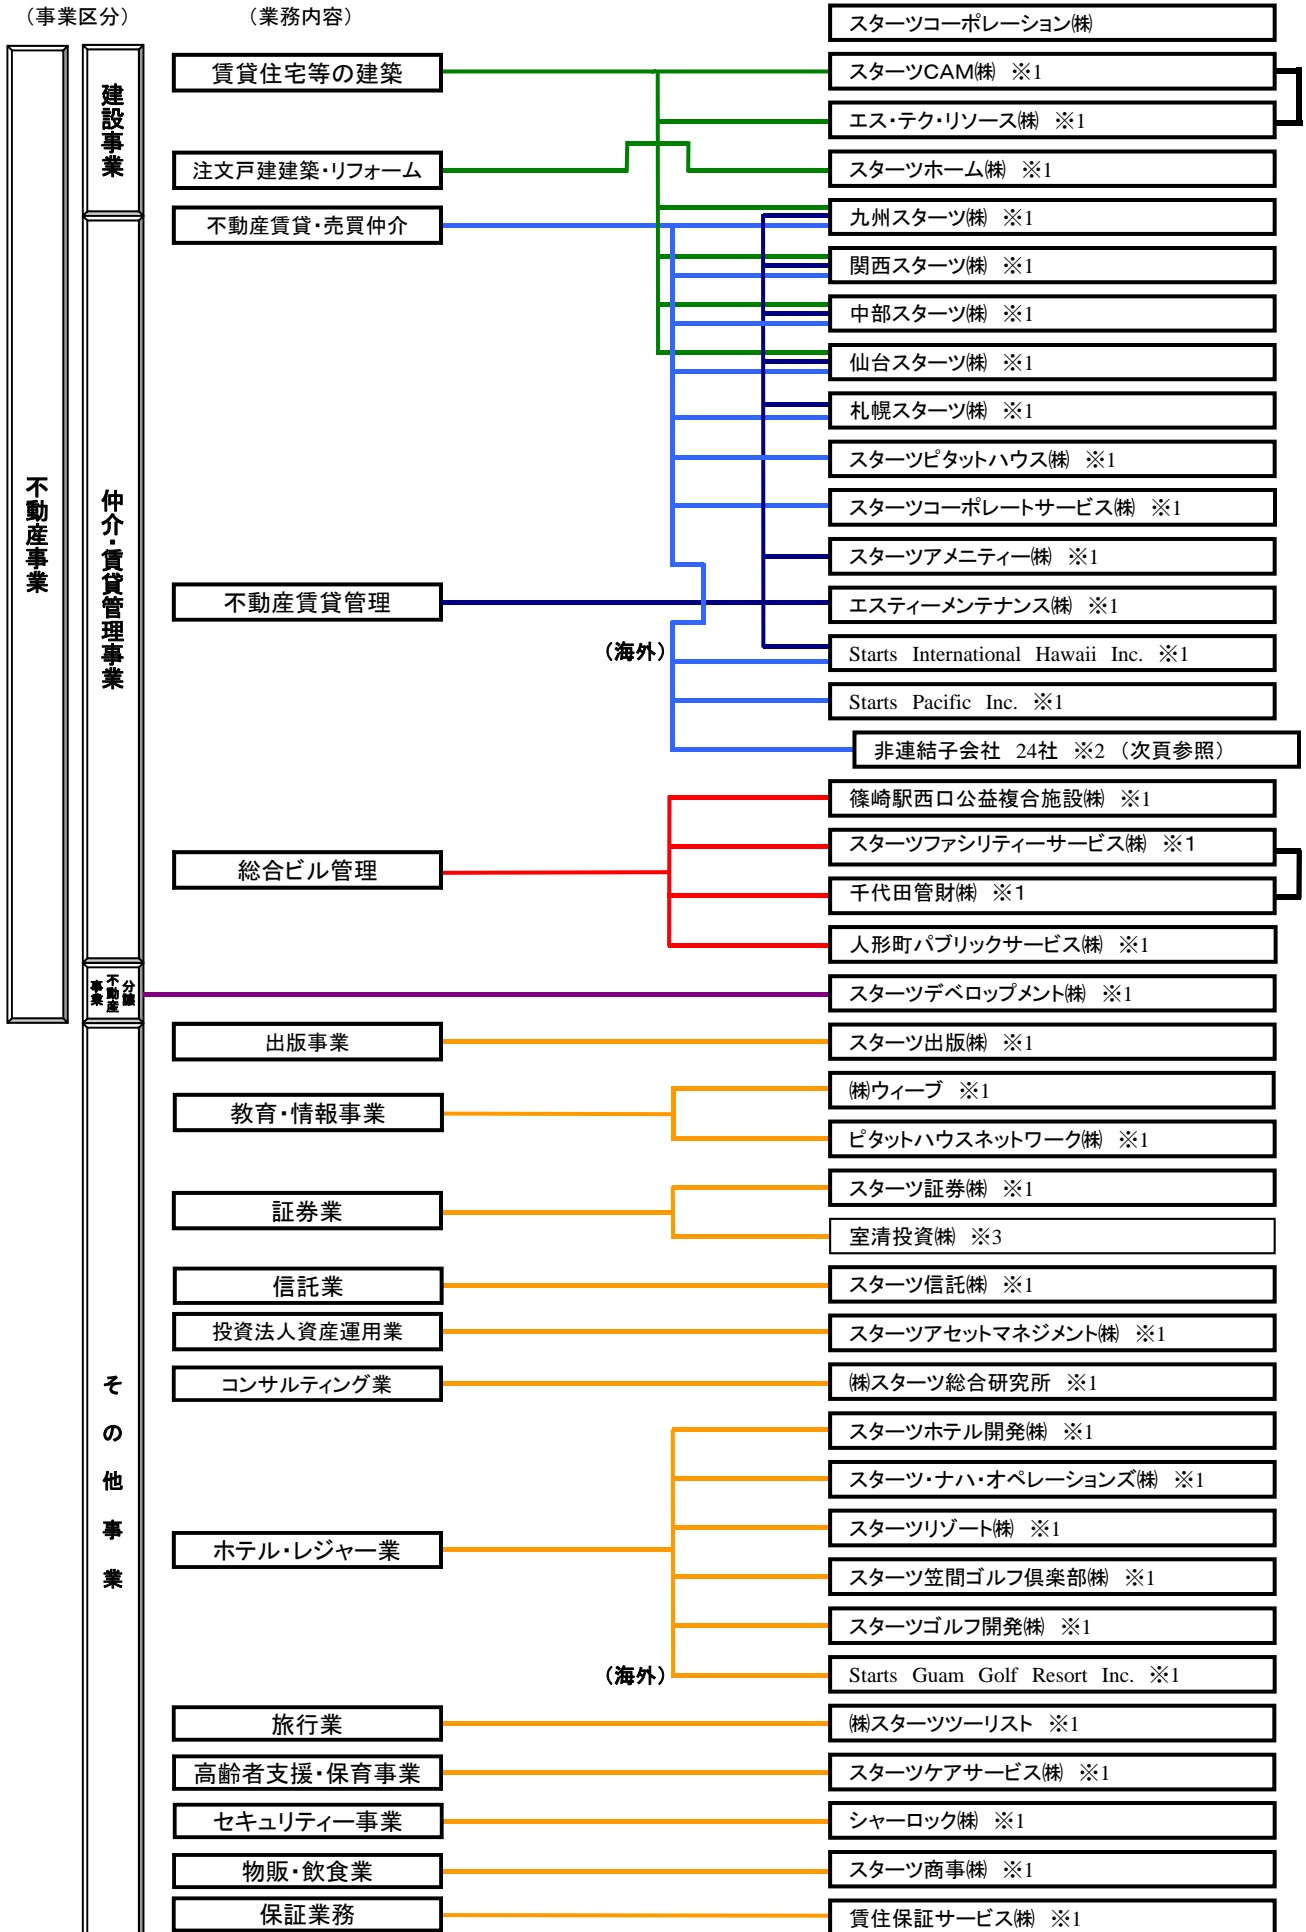 （事業区分）
（業務内容）
スターツコーポレーション㈱
不動産事業
建設事業
賃貸住宅等の建築
スターツCAM㈱ ※1
エス・テク・リソース㈱ ※1
注文戸建建築・リフォーム
スターツホーム㈱ ※1
仲介・賃貸管理事業
不動産賃貸・売買仲介
九州スターツ㈱ ※1
関西スターツ㈱ ※1
中部スターツ㈱ ※1
仙台スターツ㈱ ※1
札幌スターツ㈱ ※1
スターツピタットハウス㈱ ※1
スターツコーポレートサービス㈱ ※1
スターツアメニティー㈱ ※1
不動産賃貸管理
エスティーメンテナンス㈱ ※1
（海外）
Starts International Hawaii Inc. ※1
Starts Pacific Inc. ※1
非連結子会社 24社 ※2 （次頁参照）
篠崎駅西口公益複合施設㈱ ※1
総合ビル管理
スターツファシリティーサービス㈱ ※1
千代田管財㈱ ※1
人形町パブリックサービス㈱ ※1
分譲
不動産
事業
スターツデベロップメント㈱ ※1
その他事業
出版事業
スターツ出版㈱ ※1
教育・情報事業
㈱ウィーブ ※1
ピタットハウスネットワーク㈱ ※1
証券業
スターツ証券㈱ ※1
室清投資㈱ ※3
信託業
スターツ信託㈱ ※1
投資法人資産運用業
スターツアセットマネジメント㈱ ※1
コンサルティング業
㈱スターツ総合研究所 ※1
スターツホテル開発㈱ ※1
スターツ・ナハ・オペレーションズ㈱ ※1
ホテル・レジャー業
スターツリゾート㈱ ※1
スターツ笠間ゴルフ倶楽部㈱ ※1
スターツゴルフ開発㈱ ※1
（海外）
Starts Guam Golf Resort Inc. ※1
旅行業
㈱スターツツーリスト ※1
高齢者支援・保育事業
スターツケアサービス㈱ ※1
セキュリティー事業
シャーロック㈱ ※1
物販・飲食業
スターツ商事㈱ ※1
保証業務
賃住保証サービス㈱ ※1